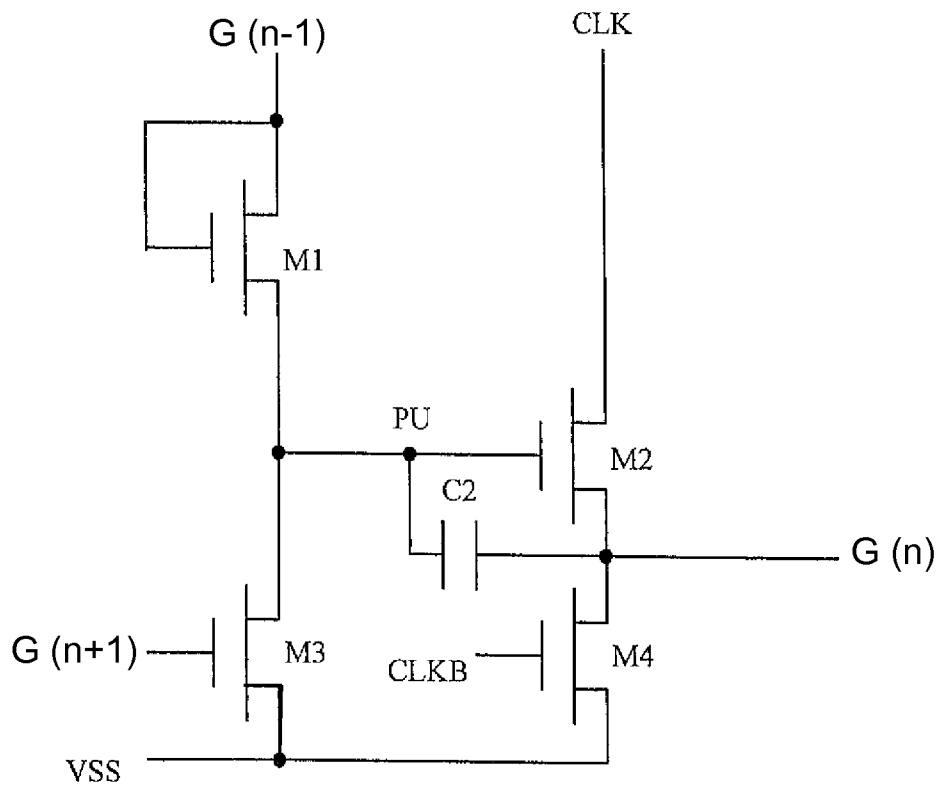 G (n-1)
CLK
M1
PU
M2
C2
G (n)
G (n+1)
M3
CLKB
M4
VSS